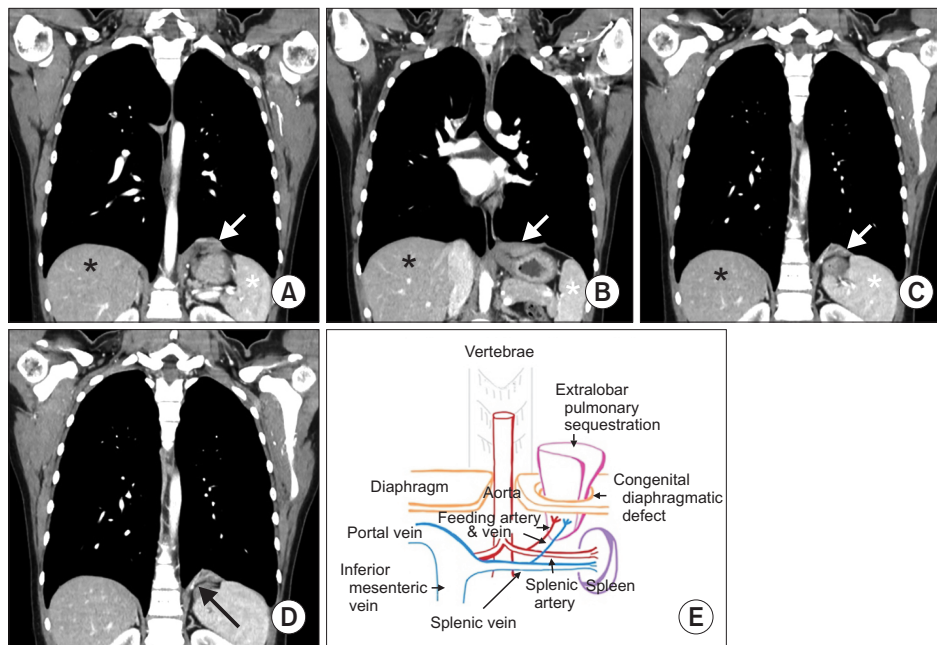 A
B
C
D
Vertebrae
Extralobar
pulmonary
sequestration
Diaphragm
Aorta
Congenital
diaphragmatic
defect
Feeding artery
& vein
Portal vein
Inferior
mesenteric
vein
Splenic
artery
Spleen
Splenic vein
E